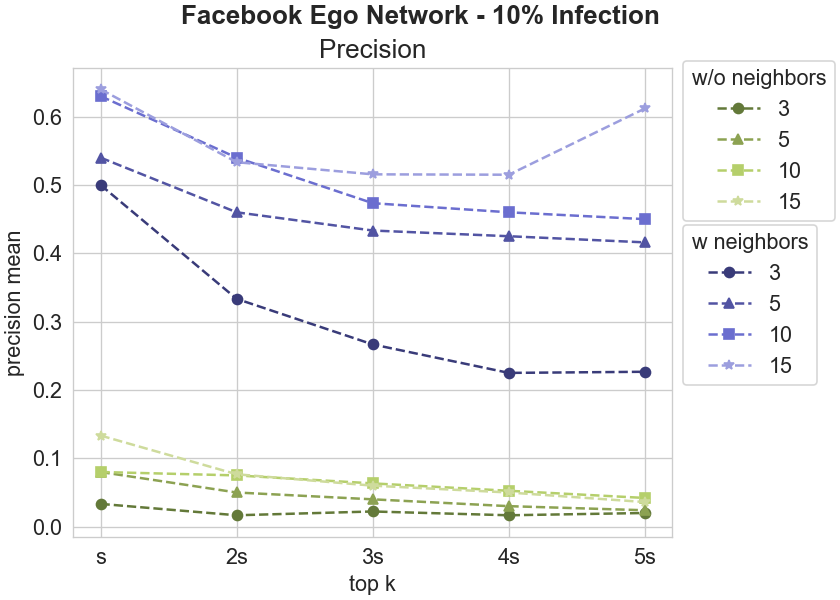 Facebook Ego Network - 10% Infection
Precision
precision mean
0.6
0.5
0.4
0.3
0.2
0.1
0.0
s 2s 3s 4s 5s
top k
w/o neighbors
3
5
10
15
w neighbors
3
5
10
15